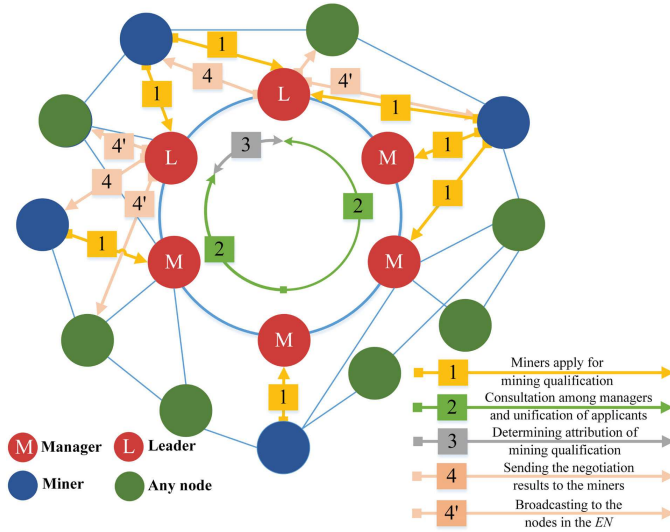 1
1
4
L
4'
1
3
M
1
4'
L
4
4'
1
2
1
2
M
M
M
1
1 Miners apply for
mining qualification
2 Consultation among managers
and unification of applicants
3 Determining attribution of
mining qualification
4 Sending the negotiation
results to the miners
4' Broadcasting to the
nodes in the EN
M Manager
L Leader
Miner
Any node